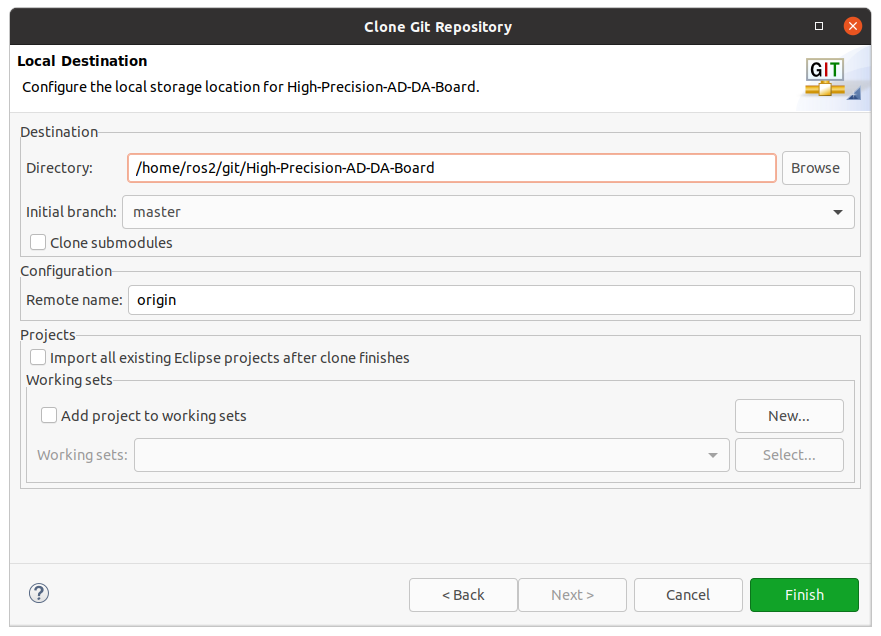 Clone Git Repository
Local Destination
Configure the local storage location for High-Precision-AD-DA-Board.
GIT
Destination
Directory: /home/ros2/git/High-Precision-AD-DA-Board Browse
Initial branch: master
Clone submodules
Configuration
Remote name: origin
Projects
Import all existing Eclipse projects after clone finishes
Working sets
Add project to working sets New...
Working sets: Select...
? < Back Next > Cancel Finish